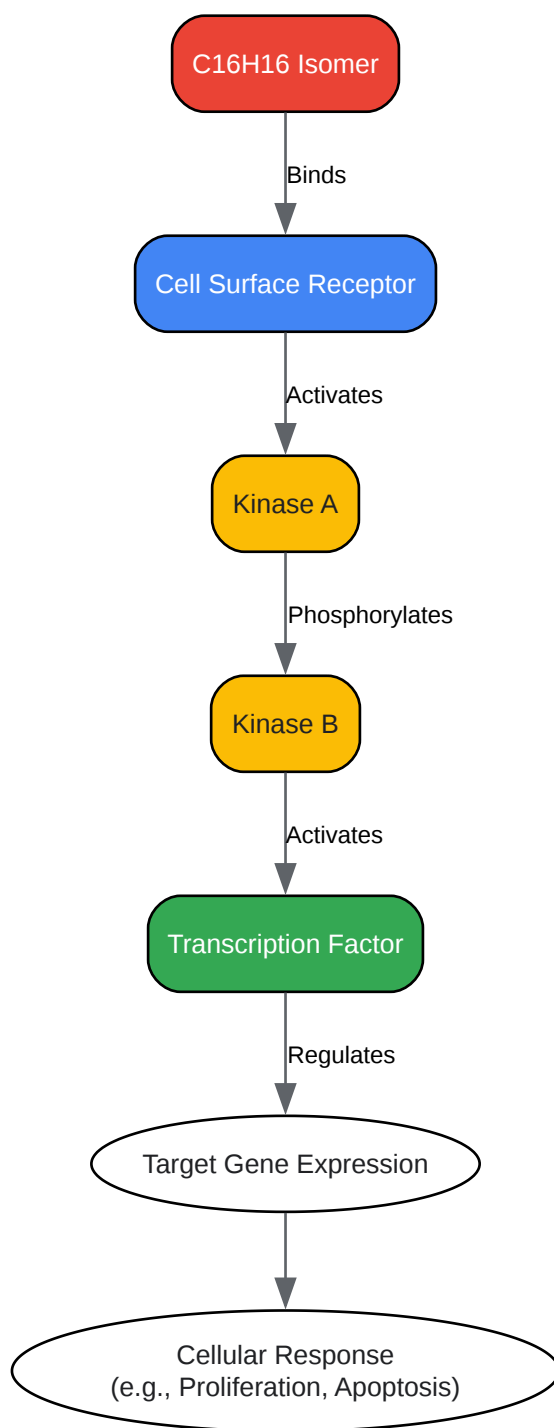 C16H16 Isomer
Binds
Cell Surface Receptor
Activates
Kinase A
Phosphorylates
Kinase B
Activates
Transcription Factor
Regulates
Target Gene Expression
Cellular Response
(e.g., Proliferation, Apoptosis)